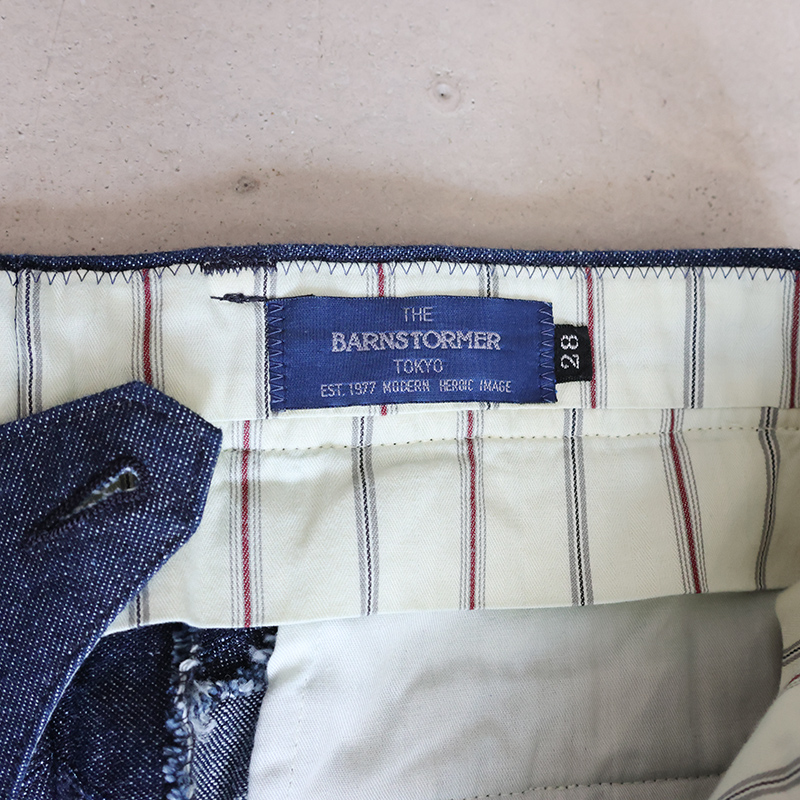 THE
BARNSTORMER
TOKYO
EST. 1977 MODERN HEROIC IMAGE
28